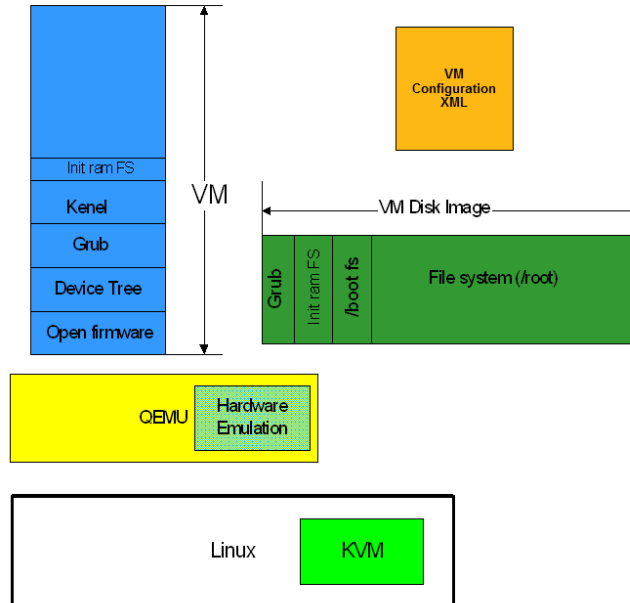 VM
Configuration
XML
Init ram FS
Kenel
VM
VM Disk Image
Grub
Device Tree
Open firmware
Grub
Init ram FS
/boot fs
File system (/root)
QEMU
Hardware
Emulation
Linux
KVM